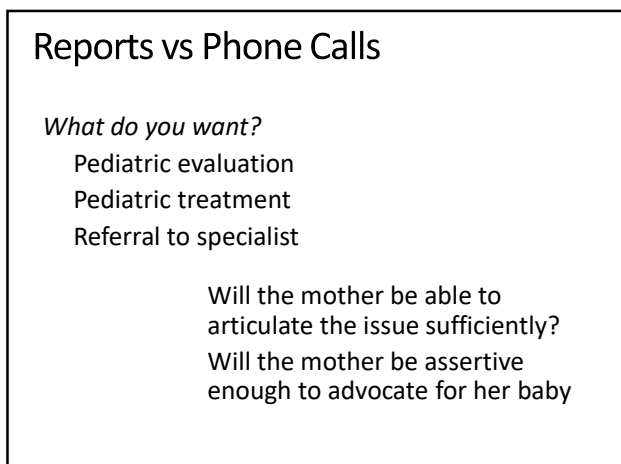 Reports vs Phone Calls
What do you want?
Pediatric evaluation
Pediatric treatment
Referral to specialist
Will the mother be able to
articulate the issue sufficiently?
Will the mother be assertive
enough to advocate for her baby